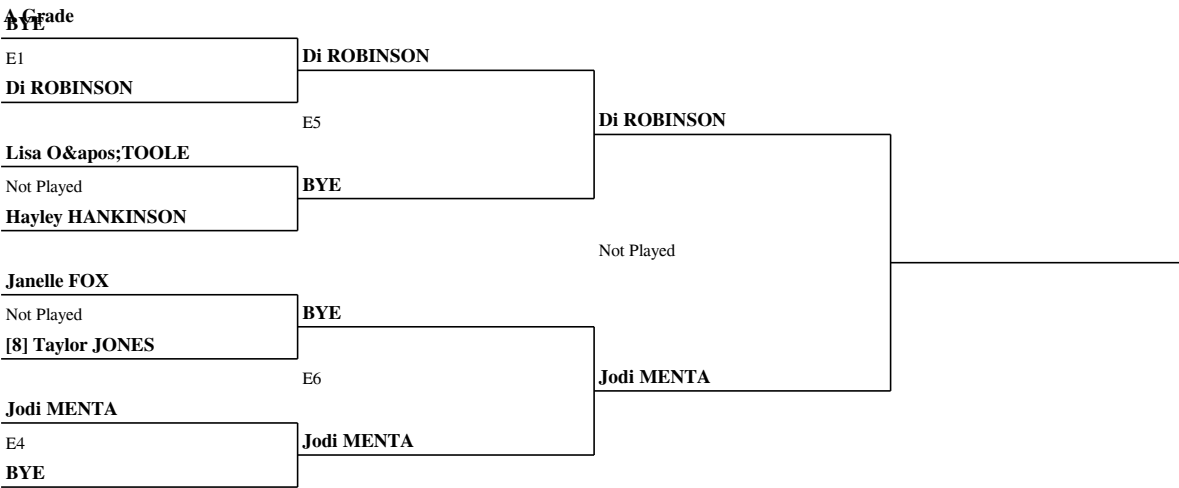 A Grade
BYE
E1
Di ROBINSON
Di ROBINSON
E5
Di ROBINSON
Lisa O&apos;TOOLE
Not Played
BYE
Hayley HANKINSON
Not Played
Janelle FOX
Not Played
BYE
[8] Taylor JONES
E6
Jodi MENTA
Jodi MENTA
E4
Jodi MENTA
BYE